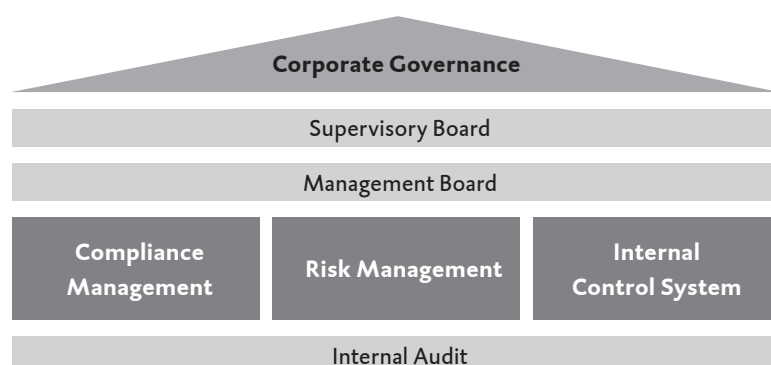 Corporate Governance
Supervisory Board
Management Board
Compliance
Management
Risk Management
Internal
Control System
Internal Audit